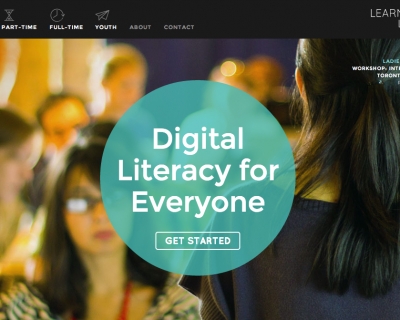 PART-TIME FULL-TIME YOUTH ABOUT CONTACT
LEARN
LADIE
WORKSHOP: INT
TORONT
Digital
Literacy for
Everyone
GET STARTED